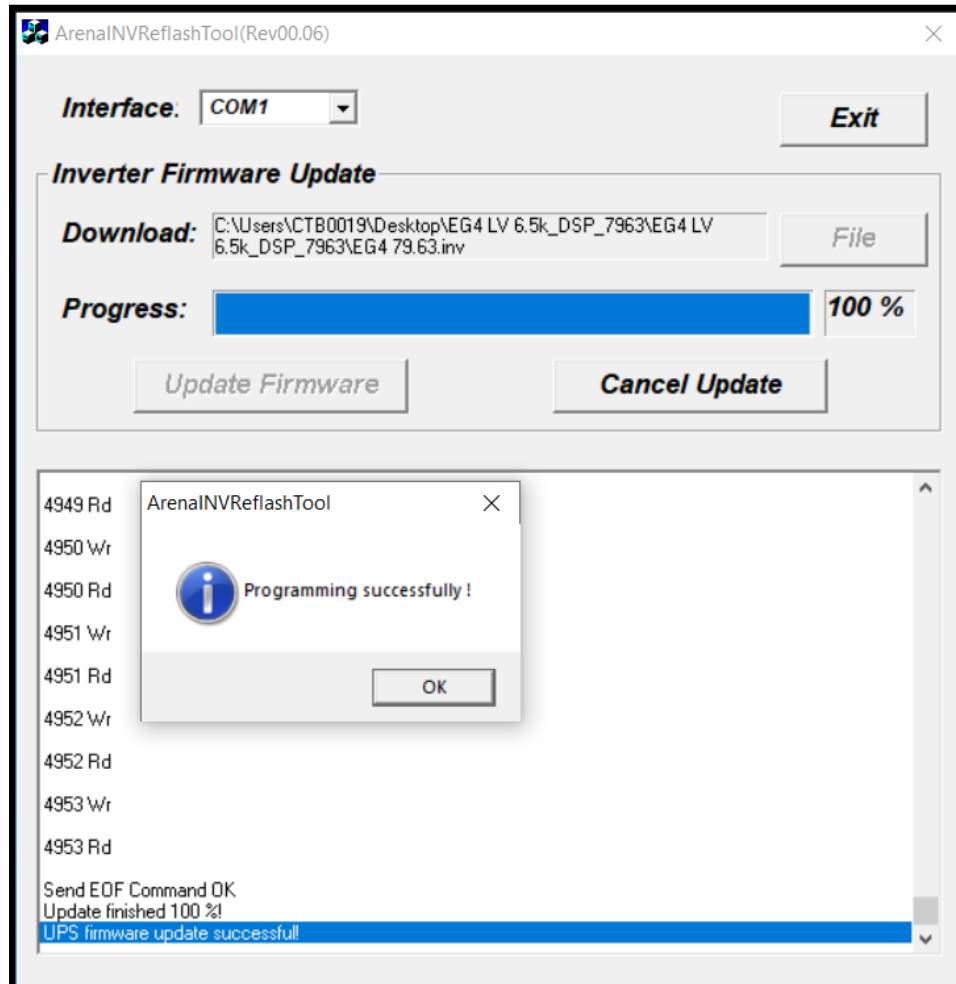 ArenaINVReflashTool(Rev00.06)
Interface: COM1
Exit
Inverter Firmware Update
Download:
C:\Users\CTB0019\Desktop\EG4 LV 6.5k_DSP_7963\EG4 LV
6.5k_DSP_7963\EG4 79.63.inv
File
Progress:
100 %
Update Firmware
Cancel Update
4949 Rd
4950 Wr
4950 Rd
4951 Wr
4951 Rd
4952 Wr
4952 Rd
4953 Wr
4953 Rd
Send EOF Command OK
Update finished 100 %!
UPS firmware update successful!
ArenaINVReflashTool
Programming successfully !
OK